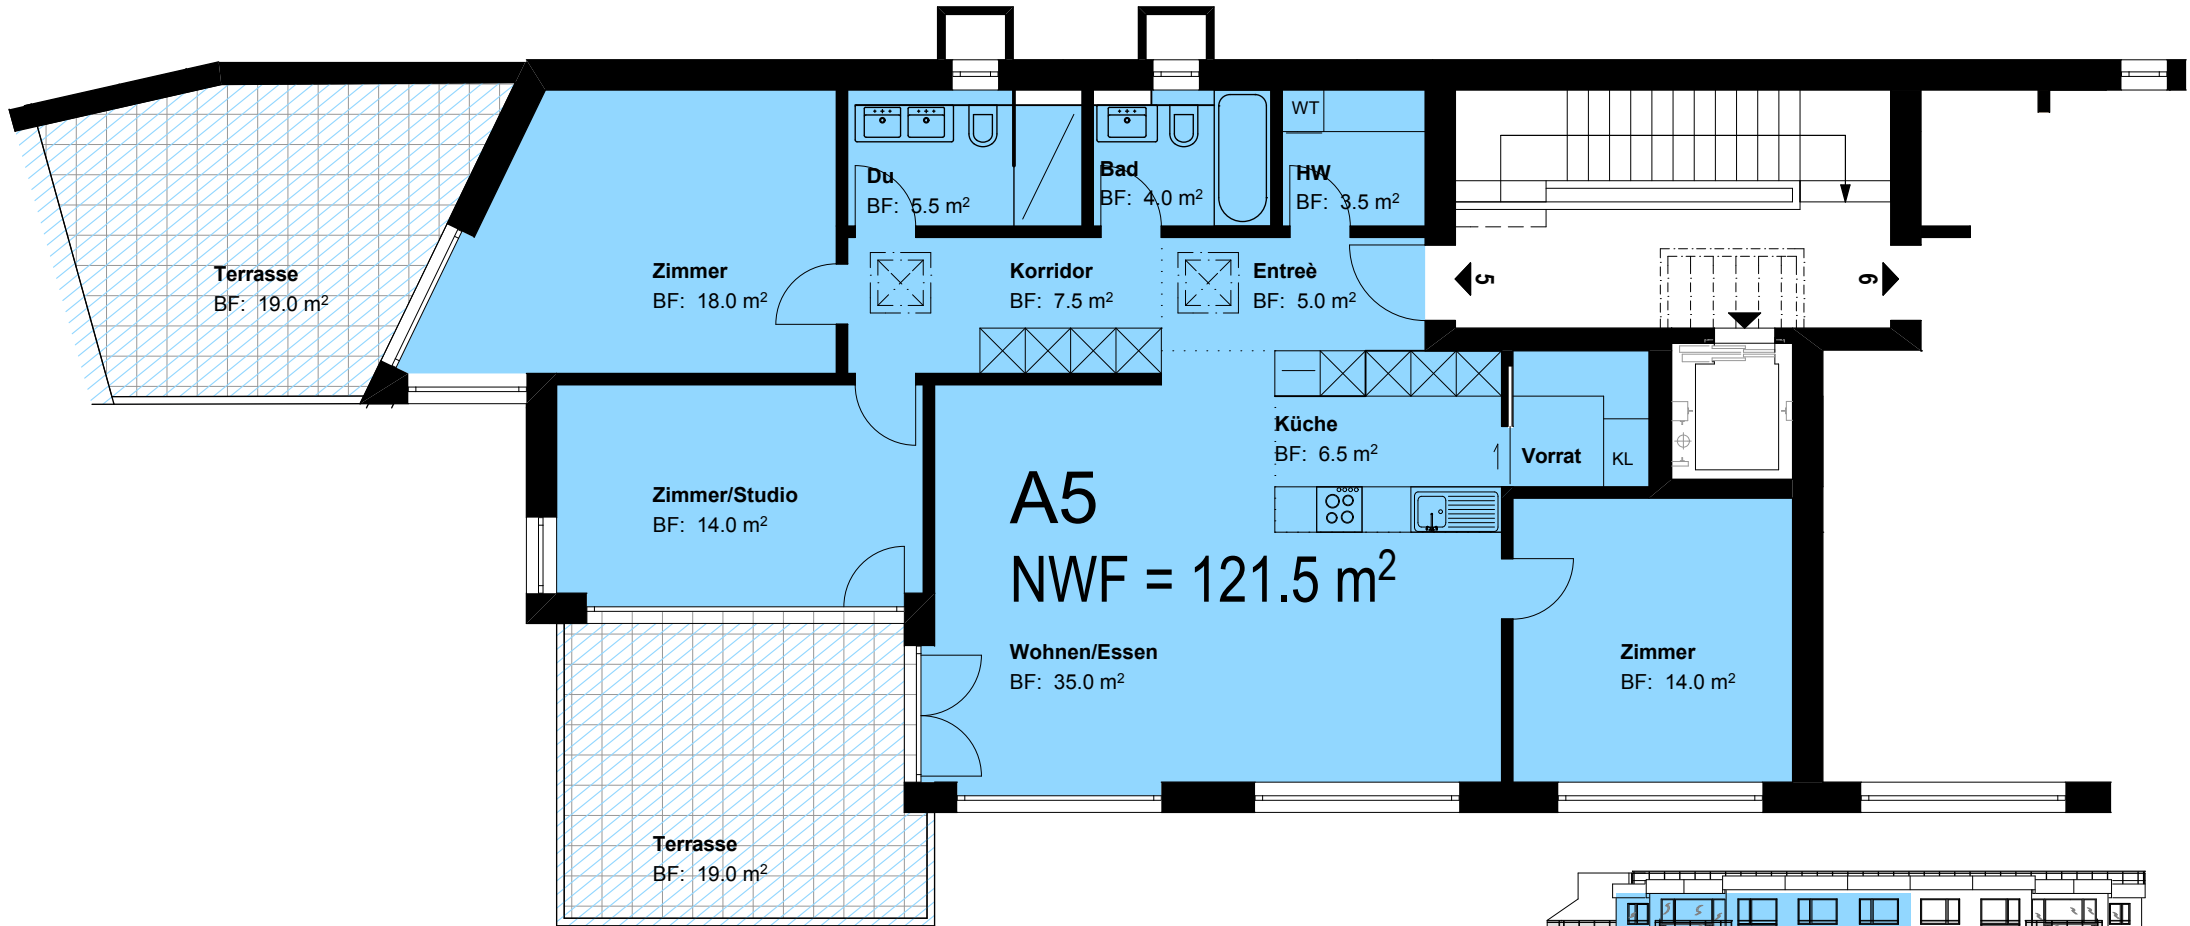 WT
Du
BF: 5.5 m²
Bad
BF: 4.0 m²
HW
BF: 3.5 m²
Terrasse
BF: 19.0 m²
Zimmer
BF: 18.0 m²
Korridor
BF: 7.5 m²
Entreè
BF: 5.0 m²
5
6
Küche
BF: 6.5 m²
Vorrat
KL
Zimmer/Studio
BF: 14.0 m²
A5
NWF = 121.5 m²
Wohnen/Essen
BF: 35.0 m²
Zimmer
BF: 14.0 m²
Terrasse
BF: 19.0 m²